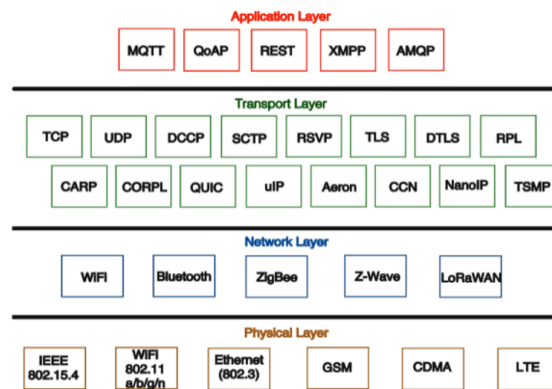 Application Layer
MQTT QoAP REST XMPP AMQP
Transport Layer
TCP UDP DCCP SCTP RSVP TLS DTLS RPL
CARP CORPL QUIC uIP Aeron CCN NanoIP TSMP
Network Layer
WiFi Bluetooth ZigBee Z-Wave LoRaWAN
Physical Layer
IEEE
802.15.4
WiFi
802.11
a/b/g/n
Ethernet
(802.3)
GSM CDMA LTE